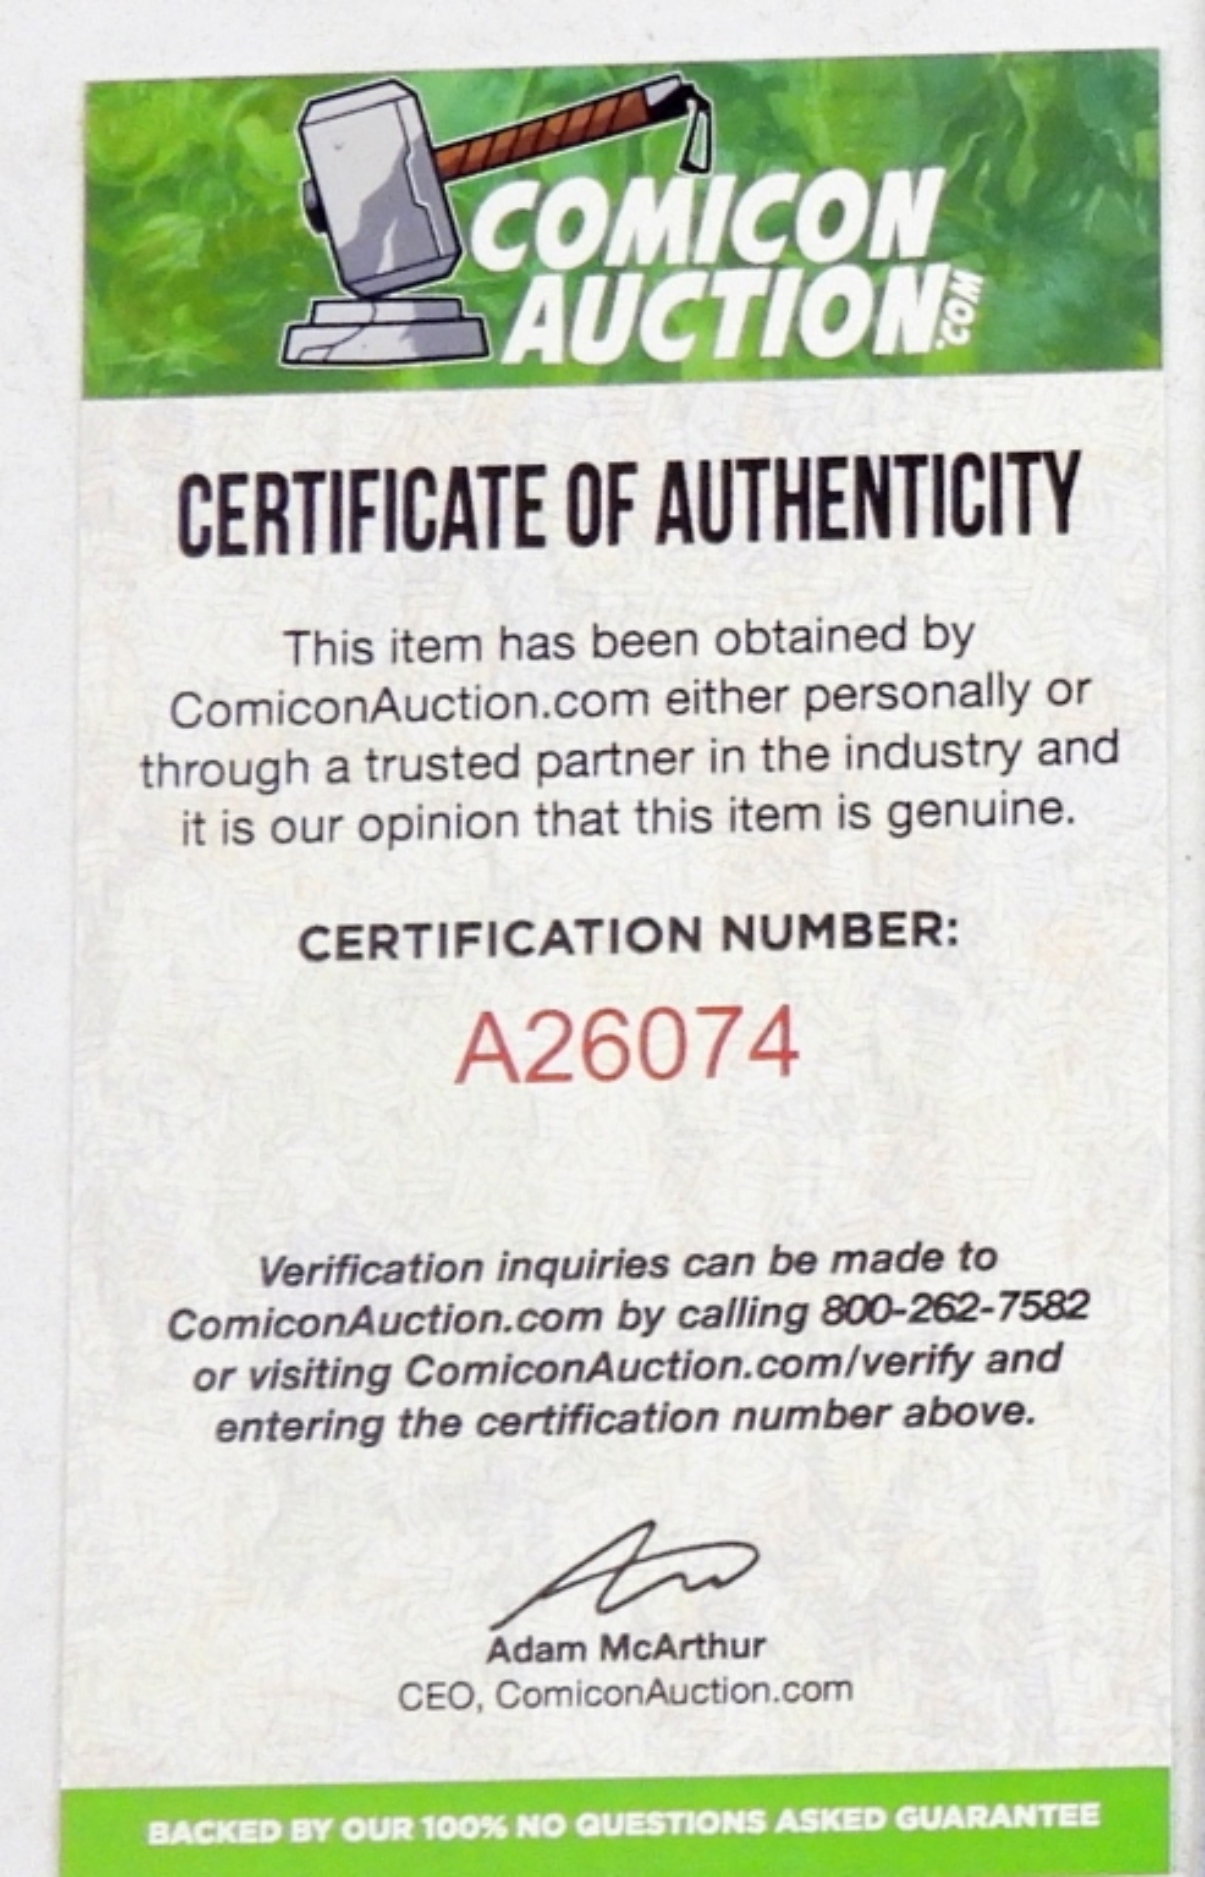 COMICON
AUCTION.COM
CERTIFICATE OF AUTHENTICITY
This item has been obtained by
ComiconAuction.com either personally or
through a trusted partner in the industry and
it is our opinion that this item is genuine.
CERTIFICATION NUMBER:
A26074
Verification inquiries can be made to
ComiconAuction.com by calling 800-262-7582
or visiting ComiconAuction.com/verify and
entering the certification number above.
Adam McArthur
CEO, ComiconAuction.com
BACKED BY OUR 100% NO QUESTIONS ASKED GUARANTEE